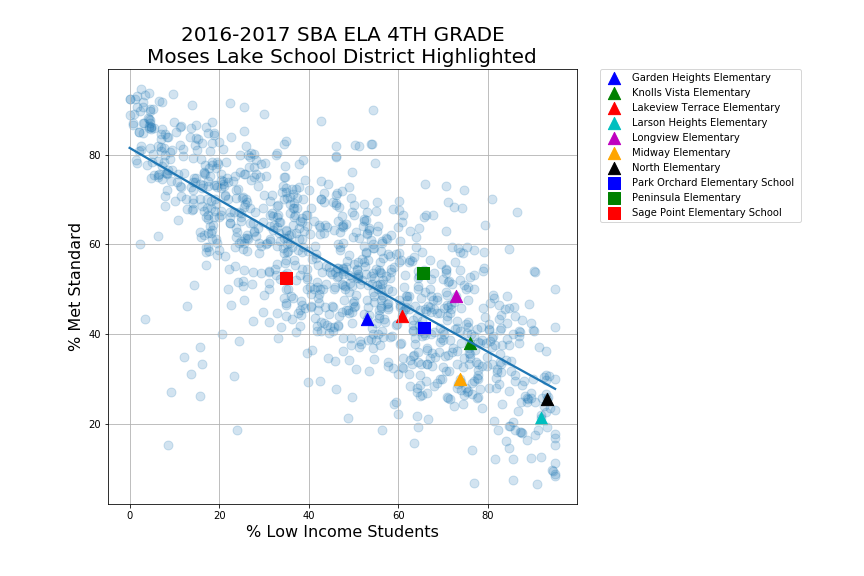 2016-2017 SBA ELA 4TH GRADE
Moses Lake School District Highlighted
Garden Heights Elementary
Knolls Vista Elementary
Lakeview Terrace Elementary
Larson Heights Elementary
Longview Elementary
Midway Elementary
North Elementary
Park Orchard Elementary School
Peninsula Elementary
Sage Point Elementary School
% Met Standard
80
60
40
20
0 20 40 60 80
% Low Income Students